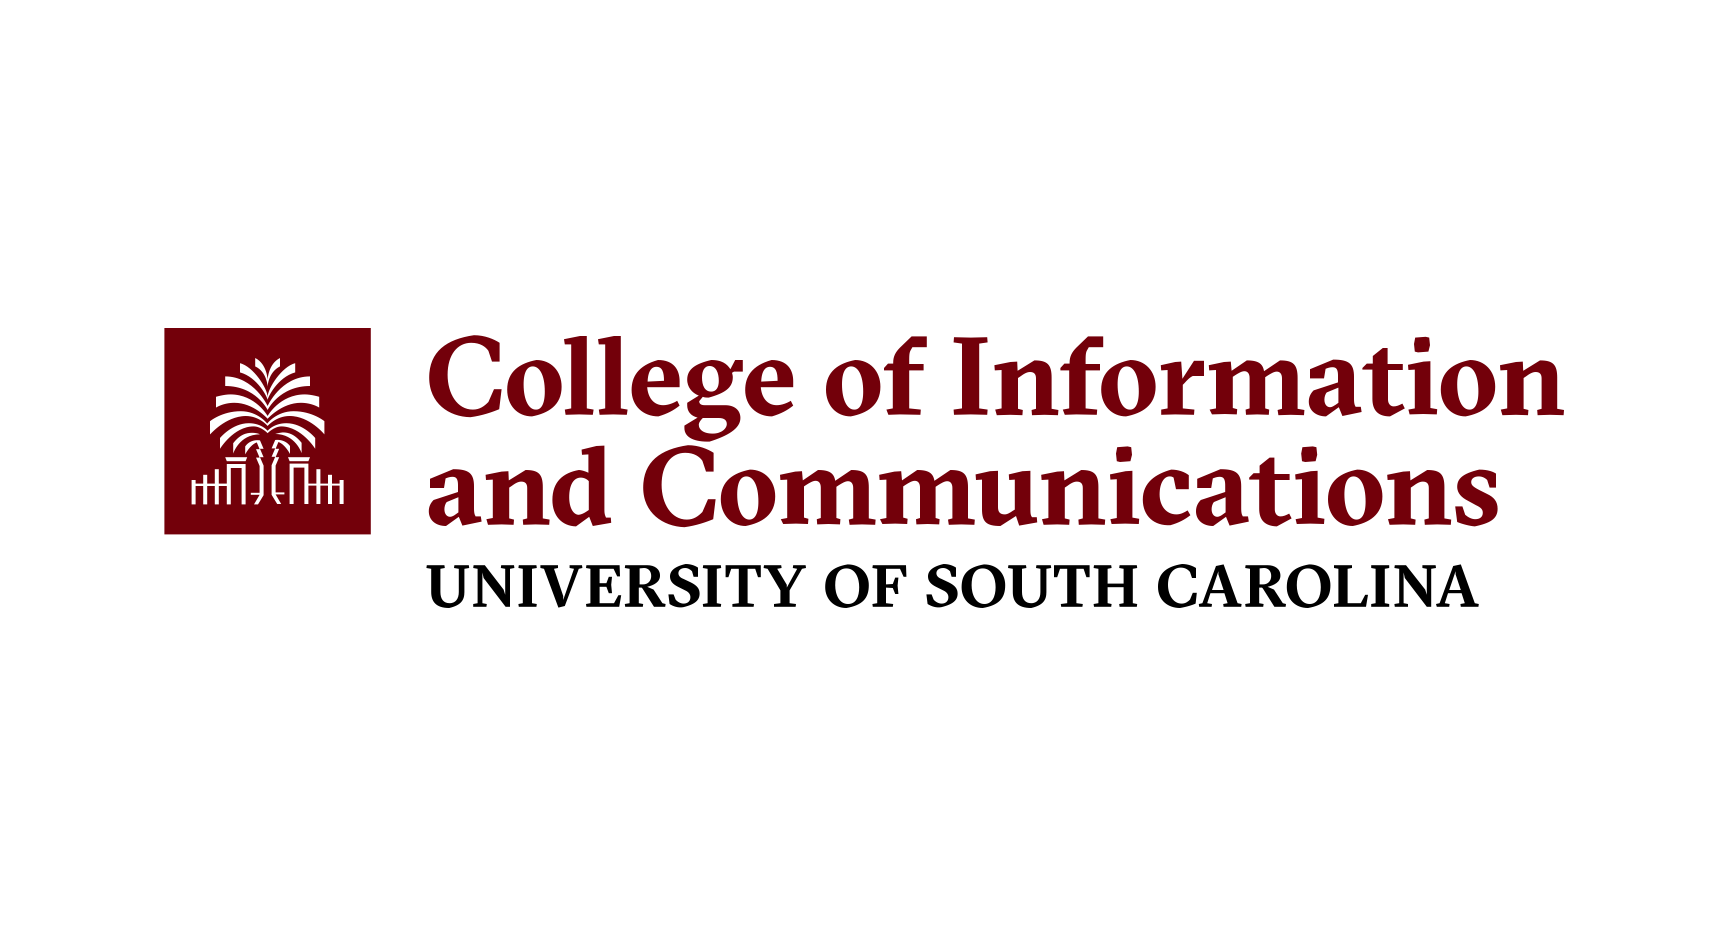 College of Information
and Communications
UNIVERSITY OF SOUTH CAROLINA